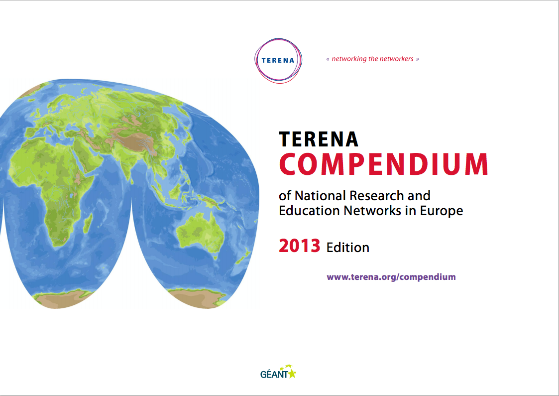 TERENA
« networking the networkers »
TERENA
COMPENDIUM
of National Research and
Education Networks in Europe
2013 Edition
www.terena.org/compendium
GÉANT